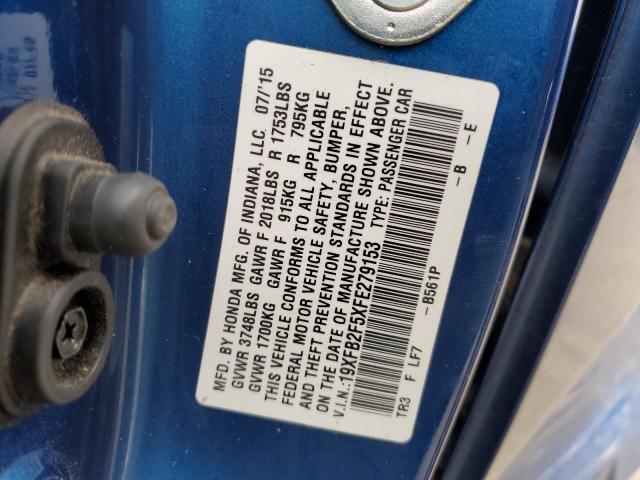 MFD. BY HONDA MFG. OF INDIANA, LLC. 07/'15
GVWR 3748LBS GAWR F 2018LBS R 1753LBS
GVWR 1700KG GAWR F 915KG R 795KG
THIS VEHICLE CONFORMS TO ALL APPLICABLE
FEDERAL MOTOR VEHICLE SAFETY, BUMPER,
AND THEFT PREVENTION STANDARDS IN EFFECT
ON THE DATE OF MANUFACTURE SHOWN ABOVE.
V.I.N.:19XFB2F5XFE279153 TYPE: PASSENGER CAR
TR3 F LF7 -B561P -B -E